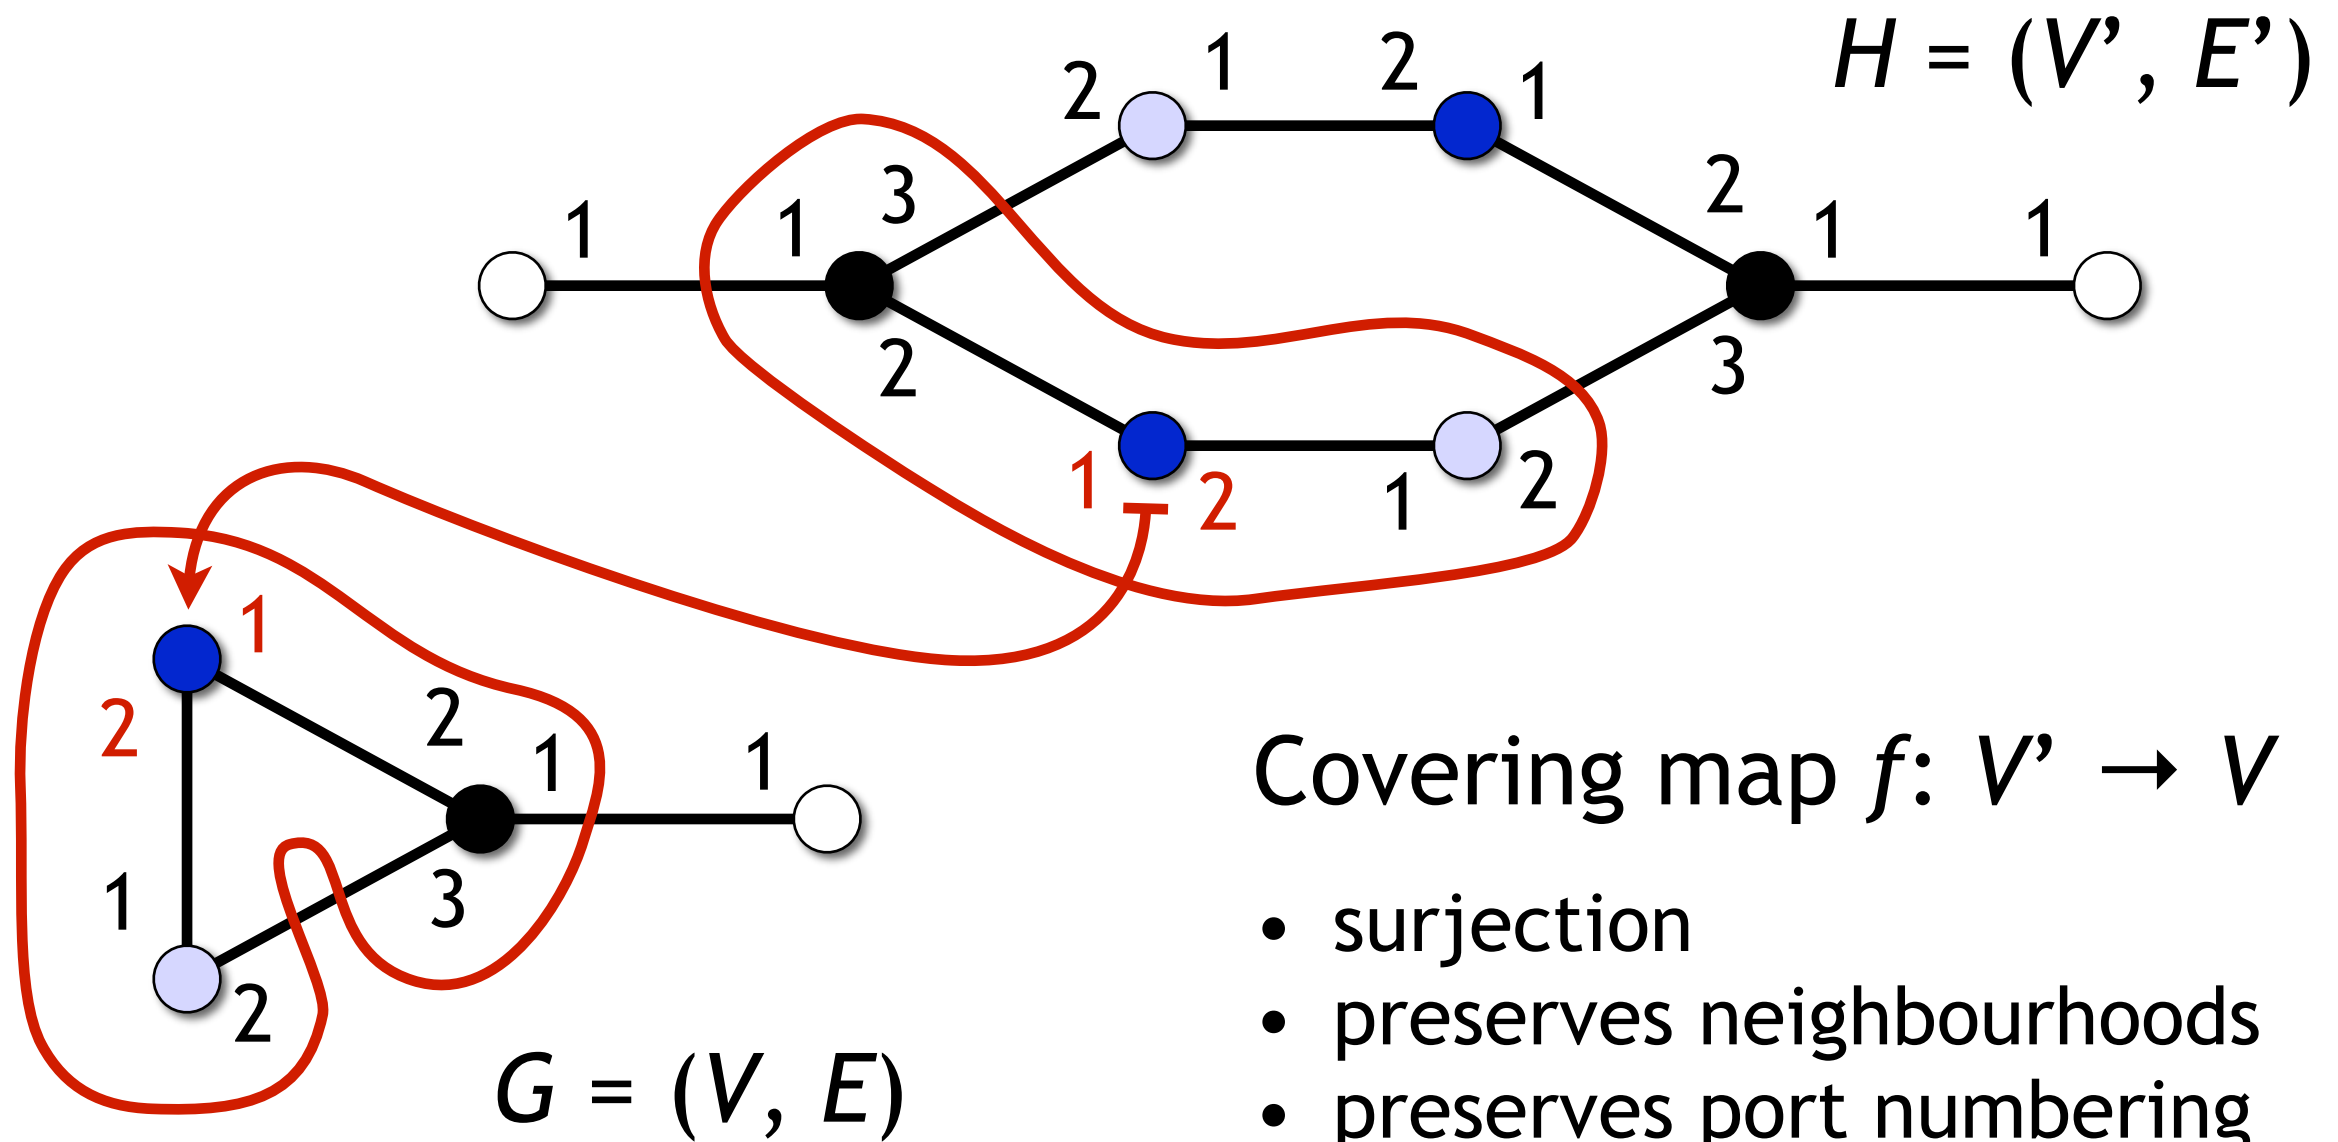 H = (V’, E’)
2 1 2 1
3 2
1 1 1 1
2 3
1 2 1 2
1
2 2 1 1
1 3
2
Covering map f: V’ → V
• surjection
• preserves neighbourhoods
• preserves port numbering
G = (V, E)